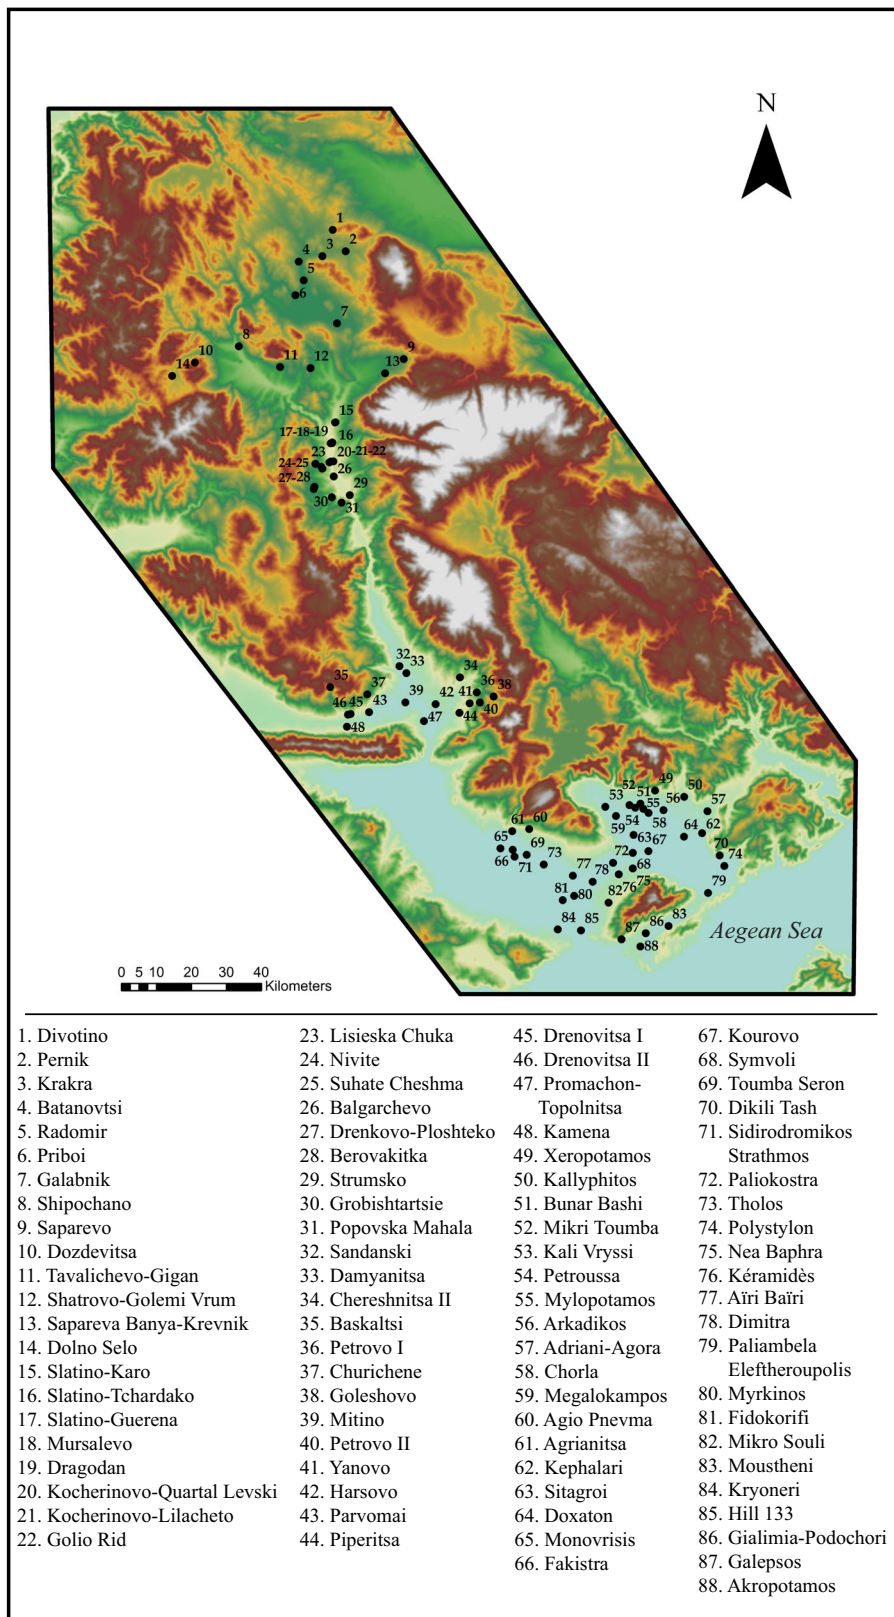 N
1
2
3
4
5
6
7
8
9
10
11
12
13
14
15
17-18-19
16
23
20-21-22
24-25
26
27-28
29
30
31
32
33
34
35
36
37
38
39
41
42
40
46
45
43
44
47
48
49
50
52
51
53
55
56
57
54
58
59
61
60
62
64
63
67
65
69
72
70
66
71
73
68
74
77
78
75
76
79
81
80
82
83
84
85
86
87
88
Aegean Sea
0 5 10 20 30 40
Kilometers
1. Divotino
2. Pernik
3. Krakra
4. Batanovtsi
5. Radomir
6. Priboi
7. Galabnik
8. Shipochano
9. Saparevo
10. Dozdevitsa
11. Tavalichevo-Gigan
12. Shatrovo-Golemi Vrum
13. Sapareva Banya-Krevnik
14. Dolno Selo
15. Slatino-Karo
16. Slatino-Tchardako
17. Slatino-Guerena
18. Mursalevo
19. Dragodan
20. Kocherinovo-Quartal Levski
21. Kocherinovo-Lilacheto
22. Golio Rid
23. Lisieska Chuka
24. Nivite
25. Suhate Cheshma
26. Balgarchevo
27. Drenkovo-Ploshteko
28. Berovakitka
29. Strumsko
30. Grobishtartsie
31. Popovska Mahala
32. Sandanski
33. Damyanitsa
34. Chereshnitsa II
35. Baskaltsi
36. Petrovo I
37. Churichene
38. Goleshovo
39. Mitino
40. Petrovo II
41. Yanovo
42. Harsovo
43. Parvomai
44. Piperitsa
45. Drenovitsa I
46. Drenovitsa II
47. Promachon-
Topolnitsa
48. Kamena
49. Xeropotamos
50. Kallyphitos
51. Bunar Bashi
52. Mikri Toumba
53. Kali Vryssi
54. Petroussa
55. Mylopotamos
56. Arkadikos
57. Adriani-Agora
58. Chorla
59. Megalokampos
60. Agio Pnevma
61. Agrianitsa
62. Kephalari
63. Sitagroi
64. Doxaton
65. Monovrisis
66. Fakistra
67. Kourovo
68. Symvoli
69. Toumba Seron
70. Dikili Tash
71. Sidirodromikos
Strathmos
72. Paliokostra
73. Tholos
74. Polystylon
75. Nea Baphra
76. Kéramidès
77. Aïri Baïri
78. Dimitra
79. Paliambela
Eleftheroupolis
80. Myrkinos
81. Fidokorifi
82. Mikro Souli
83. Moustheni
84. Kryoneri
85. Hill 133
86. Gialimia-Podochori
87. Galepsos
88. Akropotamos